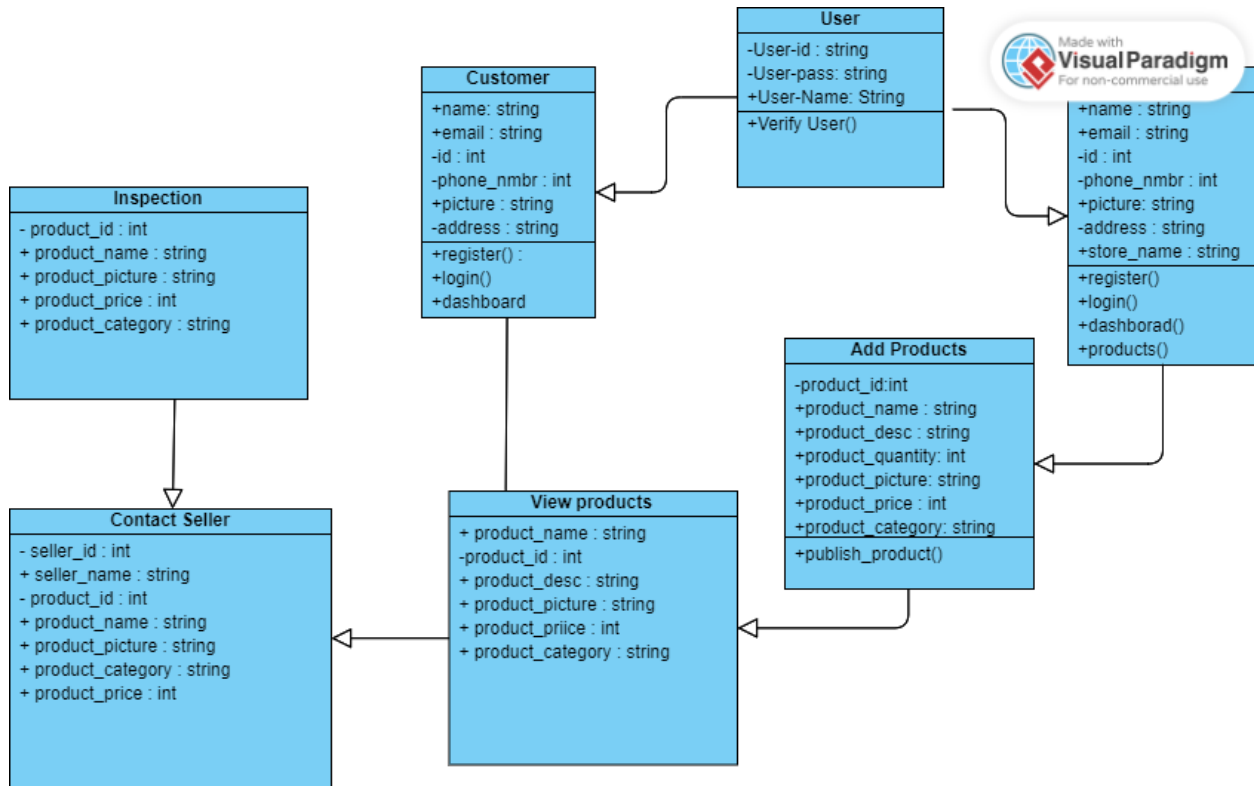 User
-User-id : string
-User-pass: string
+User-Name: String
+Verify User()
Made with
Visual Paradigm
For non-commercial use
Customer
+name: string
+email : string
-id : int
-phone_nmbr : int
+picture : string
-address : string
+register() :
+login()
+dashboard
+name : string
+email : string
-id : int
-phone_nmbr : int
+picture: string
-address : string
+store_name : string
+register()
+login()
+dashborad()
+products()
Inspection
- product_id : int
+ product_name : string
+ product_picture : string
+ product_price : int
+ product_category : string
Add Products
-product_id:int
+product_name : string
+product_desc : string
+product_quantity: int
+product_picture: string
+product_price : int
+product_category: string
+publish_product()
View products
+ product_name : string
-product_id : int
+ product_desc : string
+ product_picture : string
+ product_priice : int
+ product_category : string
Contact Seller
- seller_id : int
+ seller_name : string
- product_id : int
+ product_name : string
+ product_picture : string
+ product_category : string
+ product_price : int